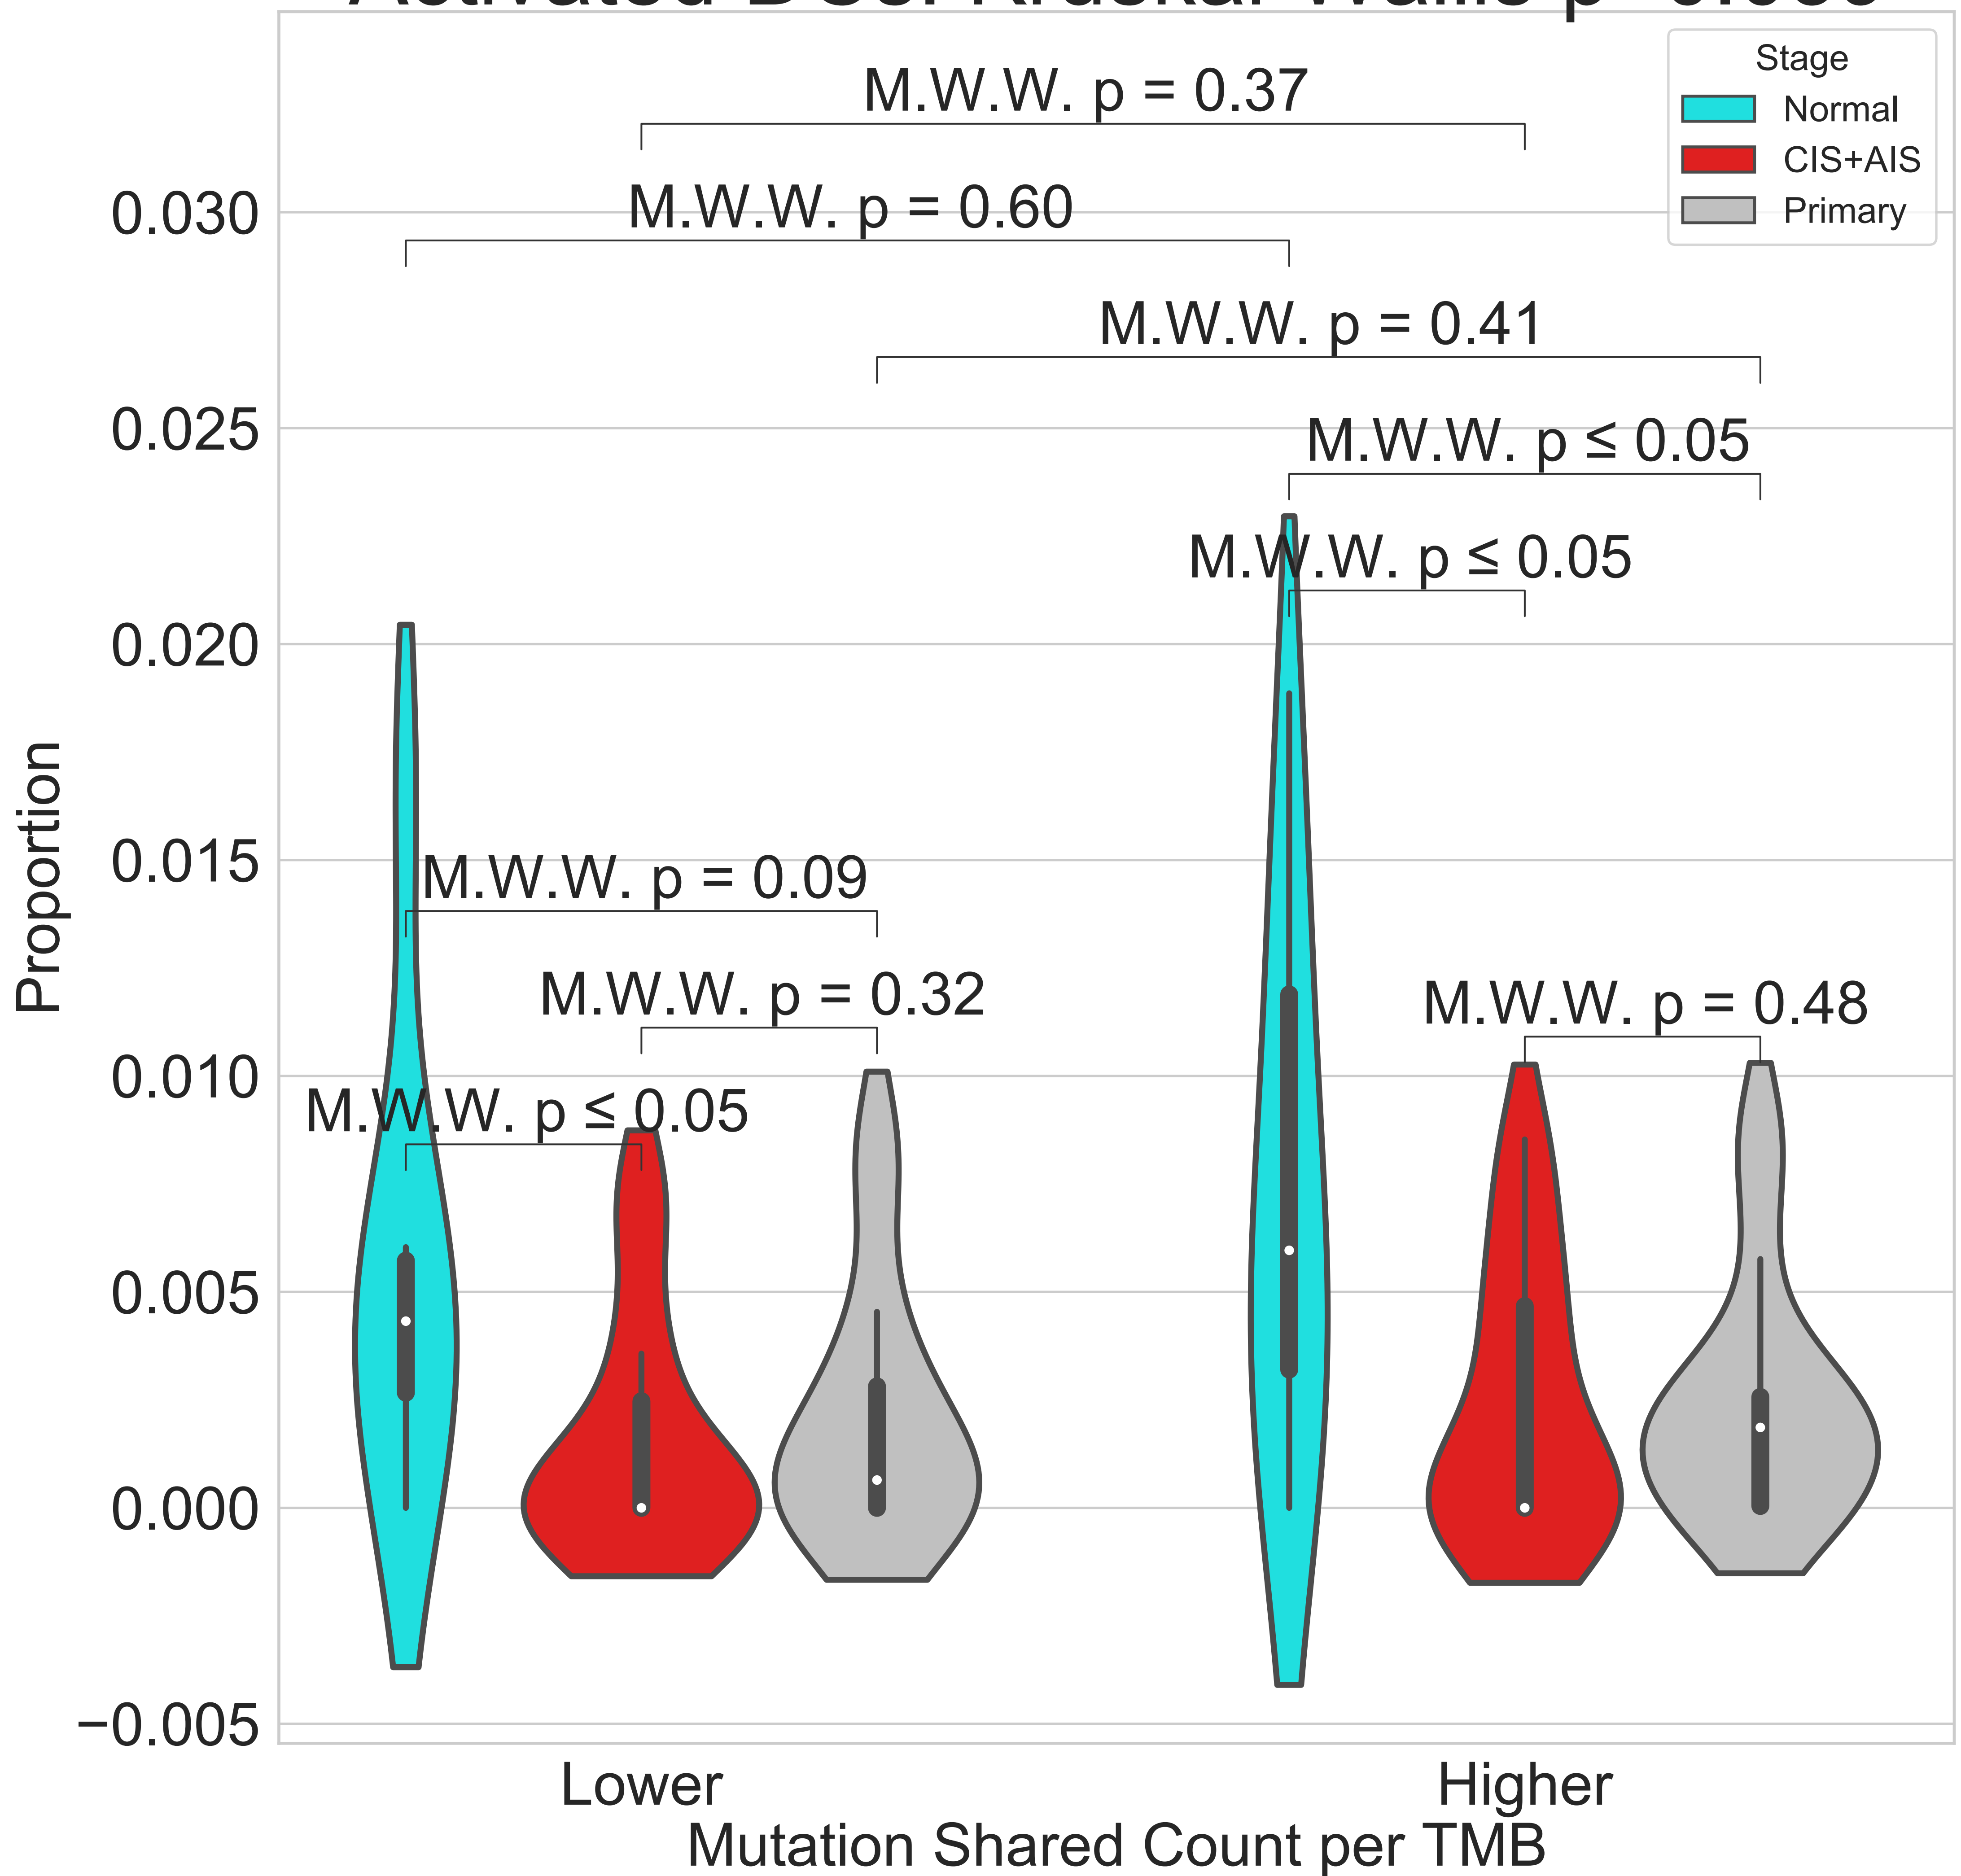 Stage
Normal
CIS+AIS
Primary
M.W.W. p = 0.37
M.W.W. p = 0.60
M.W.W. p = 0.41
M.W.W. p ≤ 0.05
M.W.W. p ≤ 0.05
M.W.W. p = 0.09
M.W.W. p = 0.32
M.W.W. p = 0.48
M.W.W. p ≤ 0.05
Proportion
0.030
0.025
0.020
0.015
0.010
0.005
0.000
−0.005
Lower
Higher
Mutation Shared Count per TMB